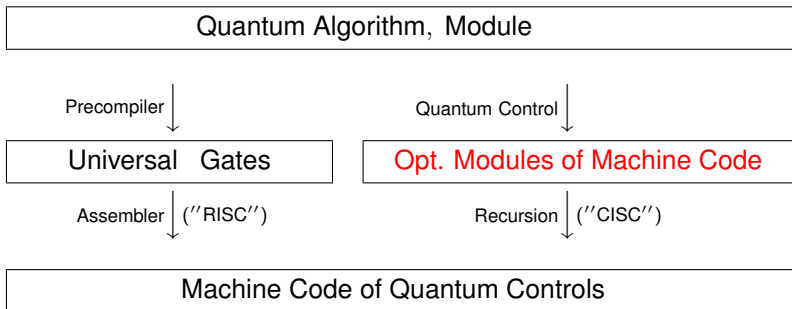 Quantum Algorithm, Module
Precompiler Quantum Control
Universal Gates Opt. Modules of Machine Code
Assembler (″RISC″) Recursion (″CISC″)
Machine Code of Quantum Controls